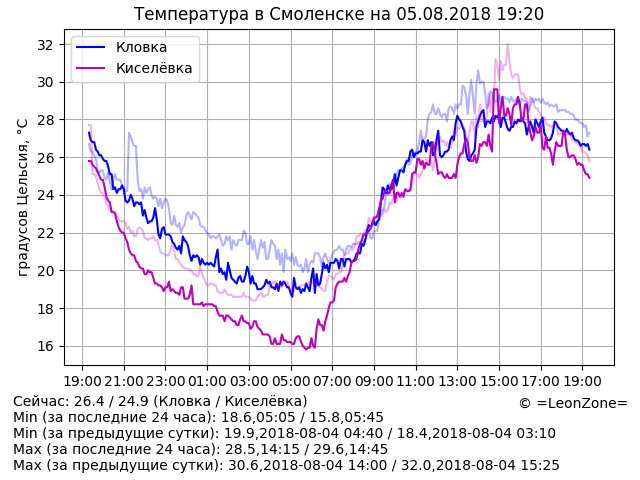 Температура в Смоленске на 05.08.2018 19:20
Кловка
Киселёвка
градусов Цельсия, °C
32
30
28
26
24
22
20
18
16
19:00 21:00 23:00 01:00 03:00 05:00 07:00 09:00 11:00 13:00 15:00 17:00 19:00
Сейчас: 26.4 / 24.9 (Кловка / Киселёвка)
© =LeonZone=
Min (за последние 24 часа): 18.6,05:05 / 15.8,05:45
Min (за предыдущие сутки): 19.9,2018-08-04 04:40 / 18.4,2018-08-04 03:10
Max (за последние 24 часа): 28.5,14:15 / 29.6,14:45
Max (за предыдущие сутки): 30.6,2018-08-04 14:00 / 32.0,2018-08-04 15:25